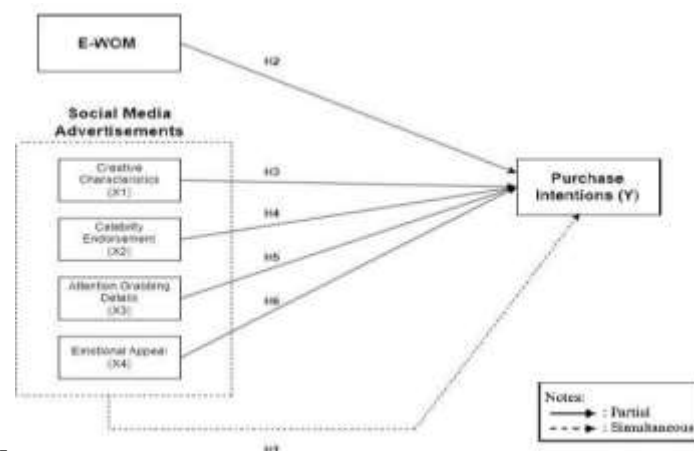 E-WOM
H2
Social Media
Advertisements
Creative
Characteristics
(X1)
H3
Purchase
Intentions (Y)
Celebrity
Endorsement
(X2)
H4
Attention Grabbing
Details
(X3)
H5
Emotional Appeal
(X4)
H6
Notes:
: Partial
: Simultaneous
H1